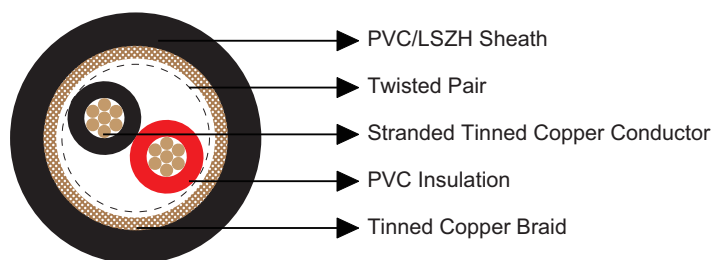 PVC/LSZH Sheath
Twisted Pair
Stranded Tinned Copper Conductor
PVC Insulation
Tinned Copper Braid